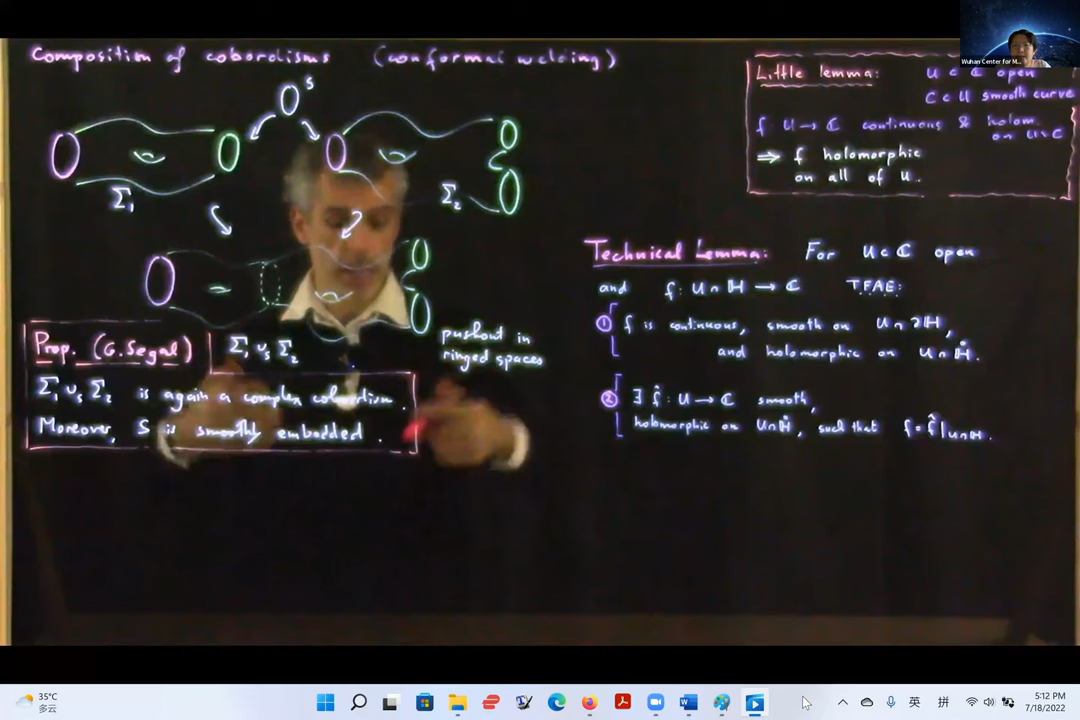 Composition of cobordisms (conformal welding)
S
Σ₁
Σ₂
Prop. (G. Segal)
Σ₁ ∪ₛ Σ₂
pushout in
ringed spaces
Σ₁ ∪ₛ Σ₂ is again a complex cobordism.
Moreover, S is smoothly embedded.
Little lemma: U ⊂ ℂ open
C ⊂ U smooth curve
f: U → ℂ continuous & holom.
on U∖C
⇒ f holomorphic
on all of U.
Technical Lemma: For U ⊂ ℂ open
and f: U ∩ ℍ → ℂ TFAE:
① f is continuous, smooth on U ∩ ∂ℍ,
and holomorphic on U ∩ ℍ̊.
② ∃ f̂: U → ℂ smooth,
holomorphic on U ∩ ℍ̊, such that f = f̂|U∩ℍ.
Wuhan Center for M...
35°C
多云
英
拼
5:12 PM
7/18/2022